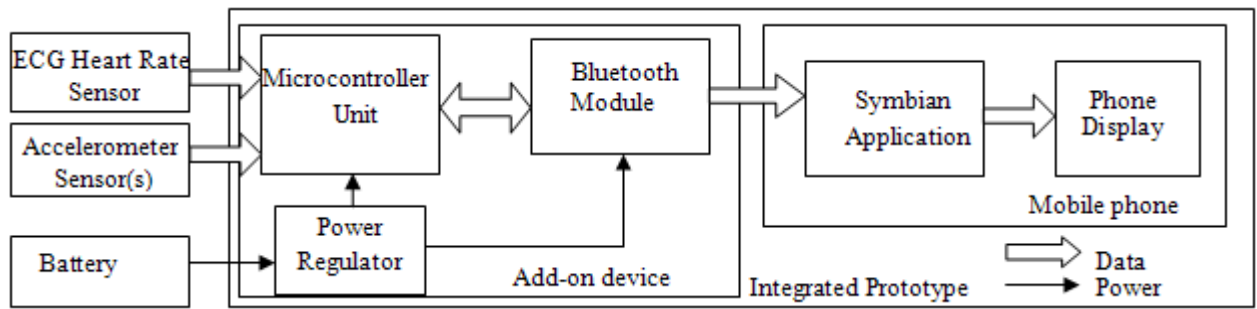 ECG Heart Rate
Sensor
Accelerometer
Sensor(s)
Battery
Microcontroller
Unit
Power
Regulator
Bluetooth
Module
Add-on device
Symbian
Application
Phone
Display
Mobile phone
Integrated Prototype
Data
Power